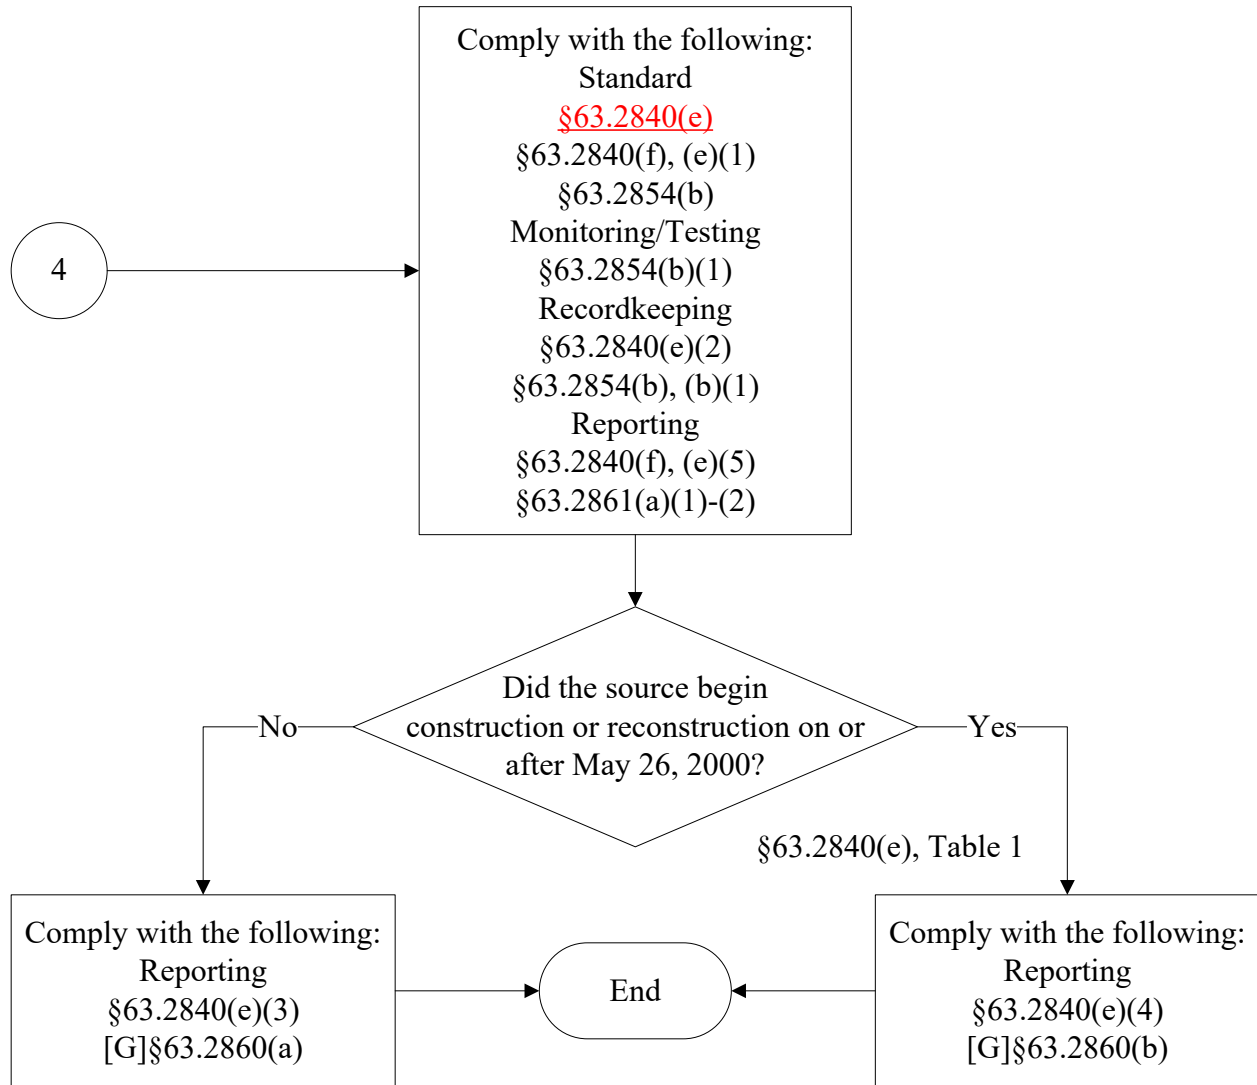 Comply with the following:
Standard
§63.2840(e)
§63.2840(f), (e)(1)
§63.2854(b)
Monitoring/Testing
§63.2854(b)(1)
Recordkeeping
§63.2840(e)(2)
§63.2854(b), (b)(1)
Reporting
§63.2840(f), (e)(5)
§63.2861(a)(1)-(2)
4
Did the source begin
construction or reconstruction on or
after May 26, 2000?
No
Yes
§63.2840(e), Table 1
Comply with the following:
Reporting
§63.2840(e)(3)
[G]§63.2860(a)
End
Comply with the following:
Reporting
§63.2840(e)(4)
[G]§63.2860(b)